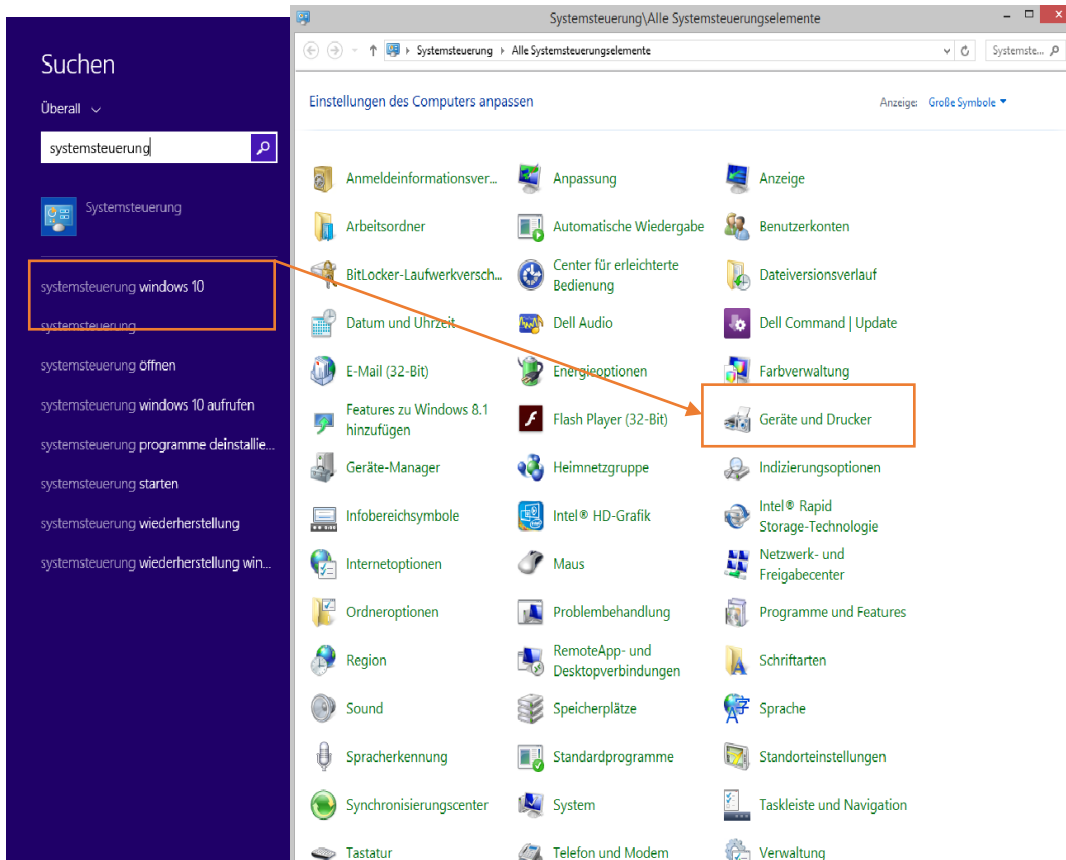 Suchen
Überall
systemsteuerung
Systemsteuerung
systemsteuerung windows 10
systemsteuerung
systemsteuerung öffnen
systemsteuerung windows 10 aufrufen
systemsteuerung programme deinstallie...
systemsteuerung starten
systemsteuerung wiederherstellung
systemsteuerung wiederherstellung win...
Systemsteuerung\Alle Systemsteuerungselemente
Systemsteuerung Alle Systemsteuerungselemente
Systemste...
Einstellungen des Computers anpassen
Anzeige: Große Symbole
Anmeldeinformationsver...
Anpassung
Anzeige
Arbeitsordner
Automatische Wiedergabe
Benutzerkonten
BitLocker-Laufwerkversch...
Center für erleichterte
Bedienung
Dateiversionsverlauf
Datum und Uhrzeit
Dell Audio
Dell Command | Update
E-Mail (32-Bit)
Energieoptionen
Farbverwaltung
Features zu Windows 8.1
hinzufügen
Flash Player (32-Bit)
Geräte und Drucker
Geräte-Manager
Heimnetzgruppe
Indizierungsoptionen
Infobereichsymbole
Intel® HD-Grafik
Intel® Rapid
Storage-Technologie
Internetoptionen
Maus
Netzwerk- und
Freigabecenter
Ordneroptionen
Problembehandlung
Programme und Features
Region
RemoteApp- und
Desktopverbindungen
Schriftarten
Sound
Speicherplätze
Sprache
Spracherkennung
Standardprogramme
Standorteinstellungen
Synchronisierungscenter
System
Taskleiste und Navigation
Tastatur
Telefon und Modem
Verwaltung